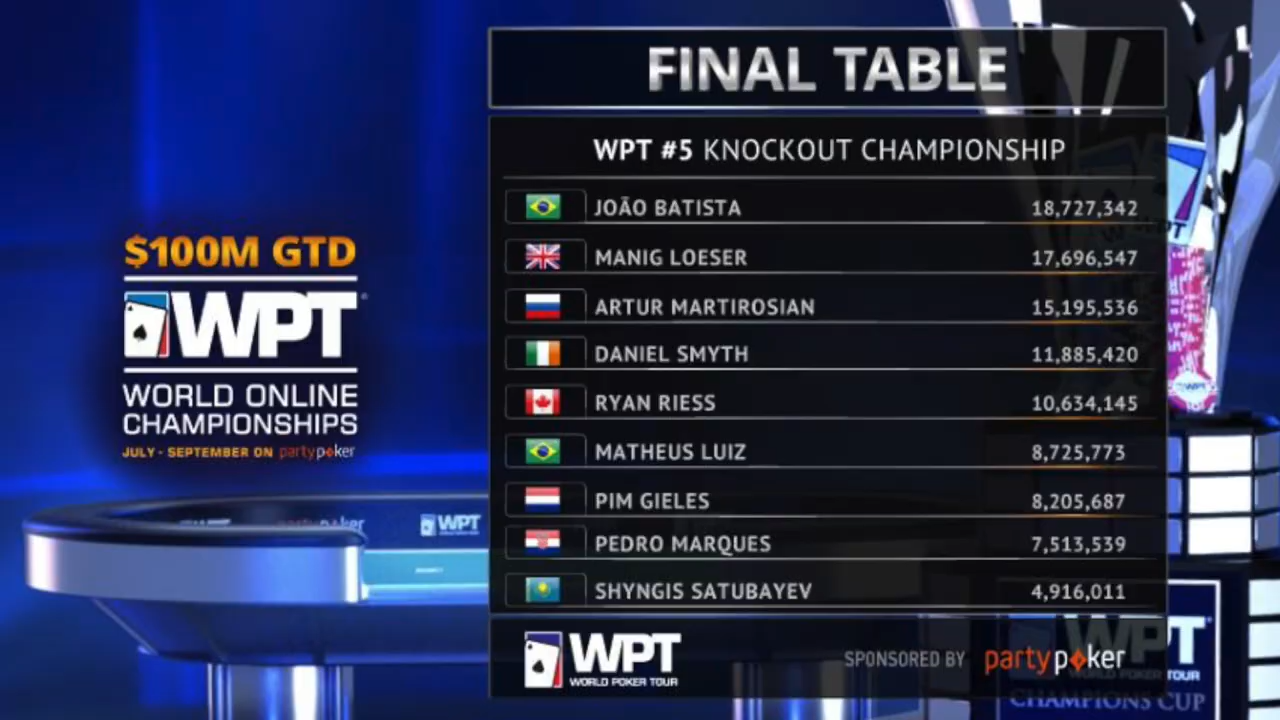 FINAL TABLE
WPT #5 KNOCKOUT CHAMPIONSHIP
JOÃO BATISTA 18,727,342
MANIG LOESER 17,696,547
ARTUR MARTIROSIAN 15,195,536
DANIEL SMYTH 11,885,420
RYAN RIESS 10,634,145
MATHEUS LUIZ 8,725,773
PIM GIELES 8,205,687
PEDRO MARQUES 7,513,539
SHYNGIS SATUBAYEV 4,916,011
WPT
WORLD POKER TOUR
SPONSORED BY partypoker
$100M GTD
WPT
WORLD ONLINE
CHAMPIONSHIPS
JULY - SEPTEMBER ON partypoker
partypoker
WPT
WPT
WORLD POKER TOUR
CHAMPIONS CUP